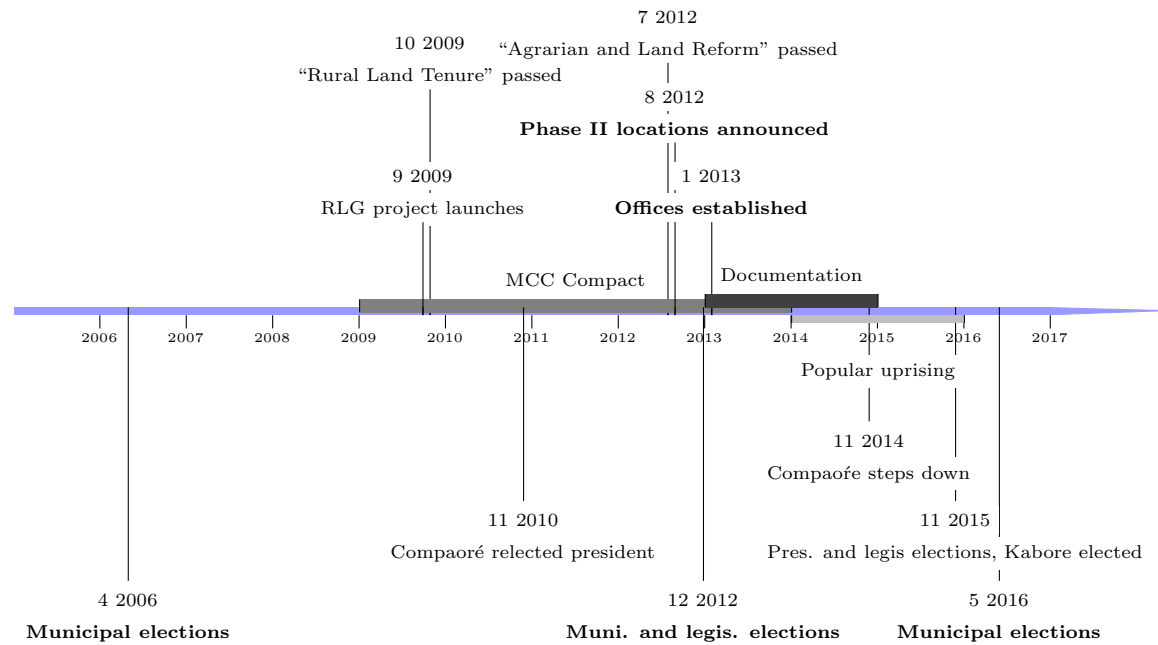 7 2012
10 2009
“Agrarian and Land Reform” passed
“Rural Land Tenure” passed
8 2012
Phase II locations announced
9 2009
1 2013
RLG project launches
Offices established
MCC Compact
Documentation
2006 2007 2008 2009 2010 2011 2012 2013 2014 2015 2016 2017
Popular uprising
11 2014
Compaoŕe steps down
11 2010
11 2015
Compaoré relected president
Pres. and legis elections, Kabore elected
4 2006
12 2012
5 2016
Municipal elections
Muni. and legis. elections
Municipal elections